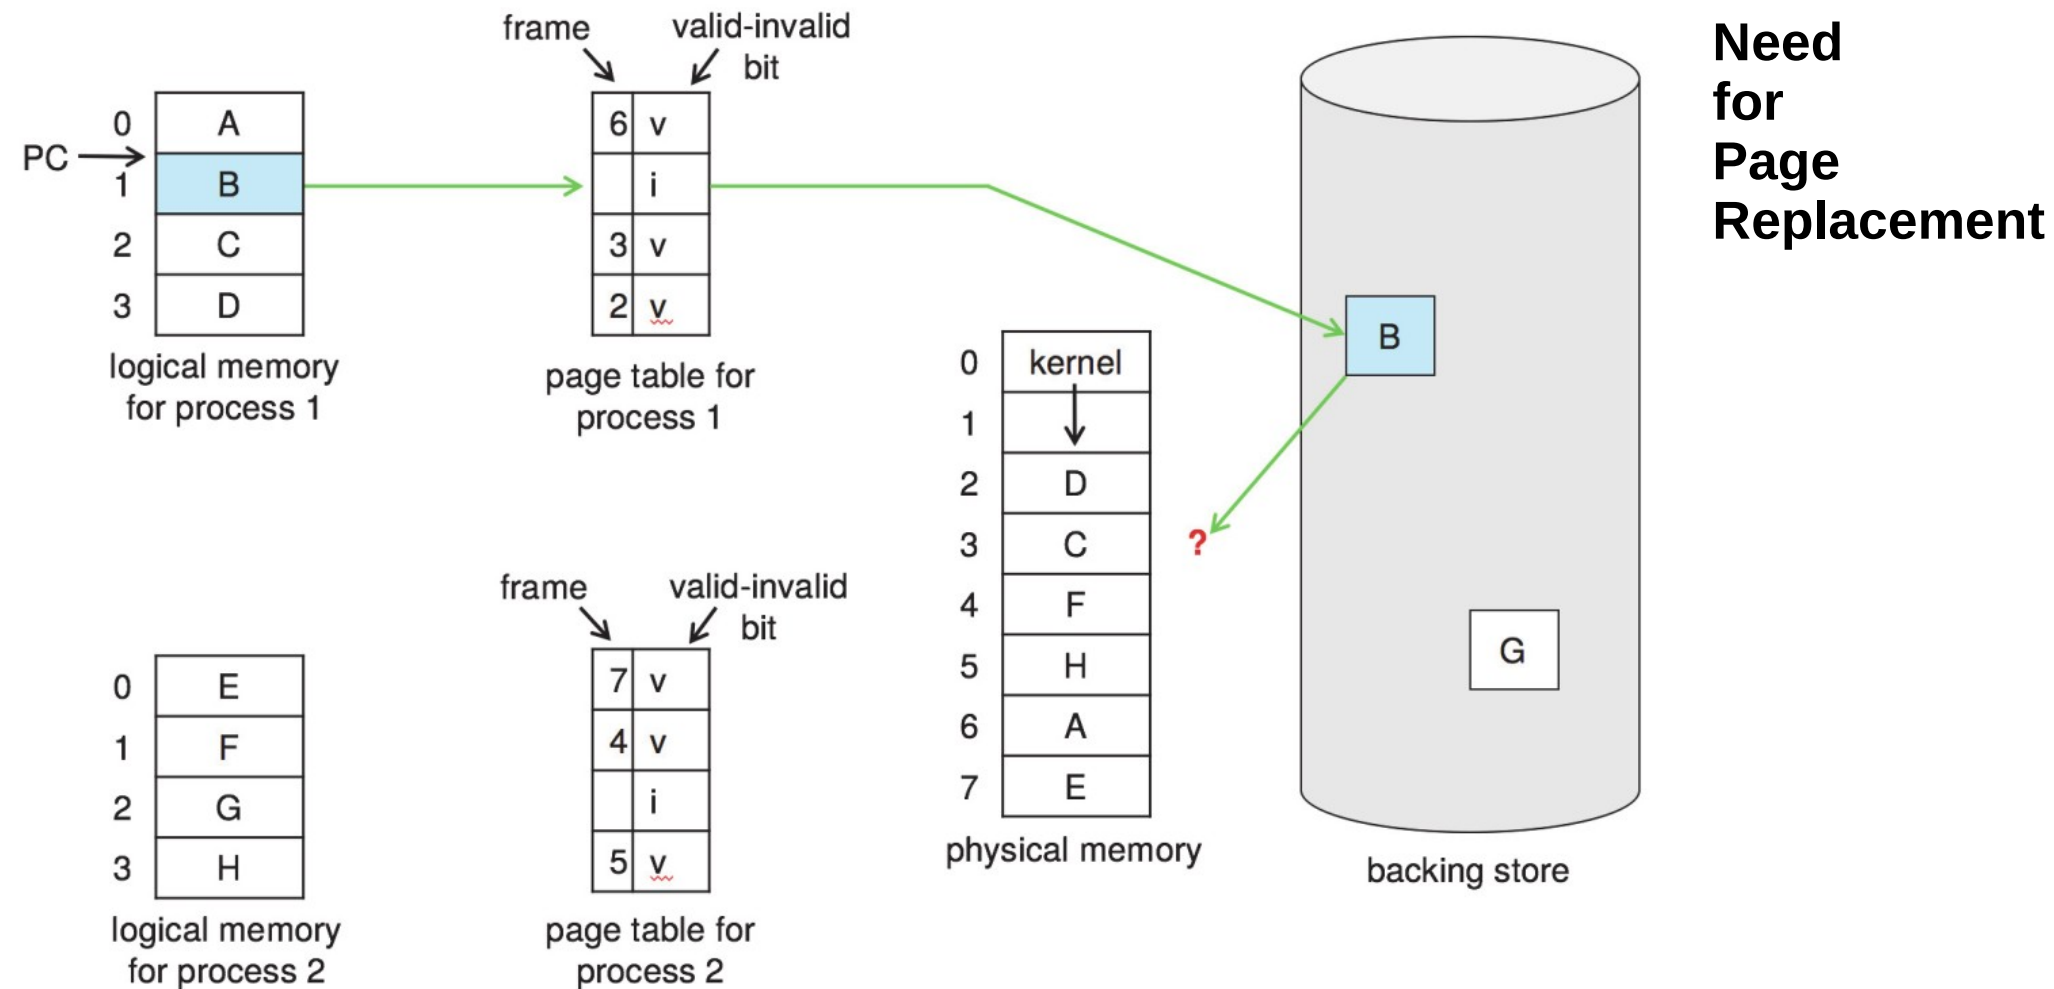 Need
for
Page
Replacement
frame
valid-invalid
bit
PC
0 A
1 B
2 C
3 D
logical memory
for process 1
6 v
i
3 v
2 v
page table for
process 1
0 kernel
1
2 D
3 C
4 F
5 H
6 A
7 E
physical memory
?
B
G
backing store
frame
valid-invalid
bit
0 E
1 F
2 G
3 H
logical memory
for process 2
7 v
4 v
i
5 v
page table for
process 2